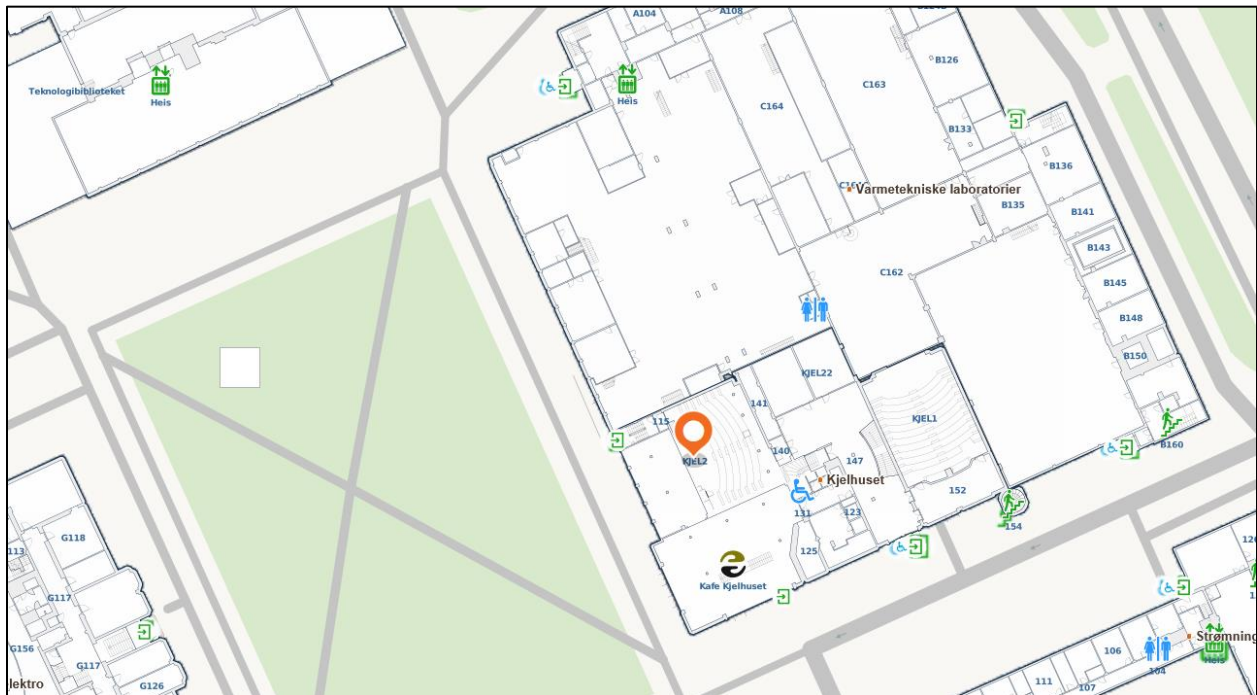 A104
A108
B126
Teknologibiblioteket
Heis
Heis
C163
C164
B133
B136
Varmetekniske laboratorier
B135
B141
B143
C162
B145
B148
B150
KJEL22
141
115
KJEL1
B160
KJEL2
140
147
Kjelhuset
152
131
123
154
G118
113
125
Kafe Kjelhuset
G117
G156
G117
G126
Strømning
106
104
Heis
111
107
lektro